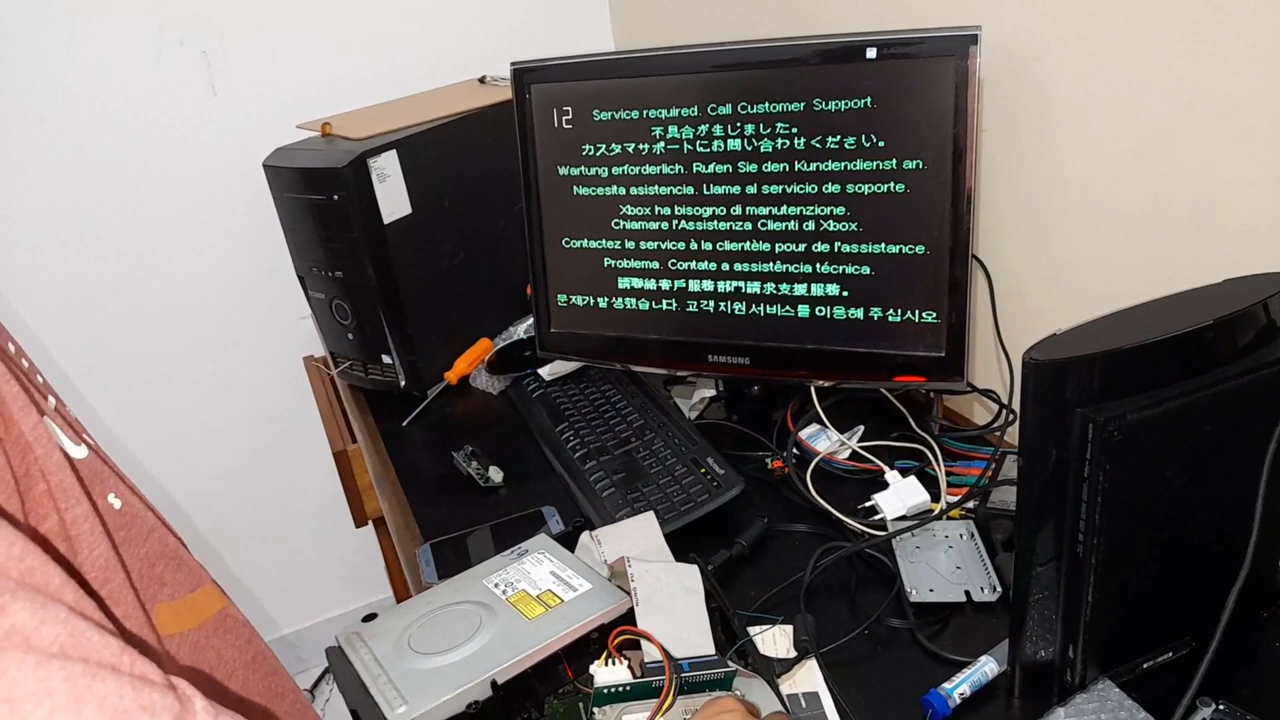 12
Service required. Call Customer Support.
不具合が生じました。
カスタマサポートにお問い合わせください。
Wartung erforderlich. Rufen Sie den Kundendienst an.
Necesita asistencia. Llame al servicio de soporte.
Xbox ha bisogno di manutenzione.
Chiamare l'Assistenza Clienti di Xbox.
Contactez le service à la clientèle pour de l'assistance.
Problema. Contate a assistência técnica.
請聯絡客戶服務部門請求支援服務。
문제가 발생했습니다. 고객 지원 서비스를 이용해 주십시오.
SAMSUNG
Microsoft
39
S